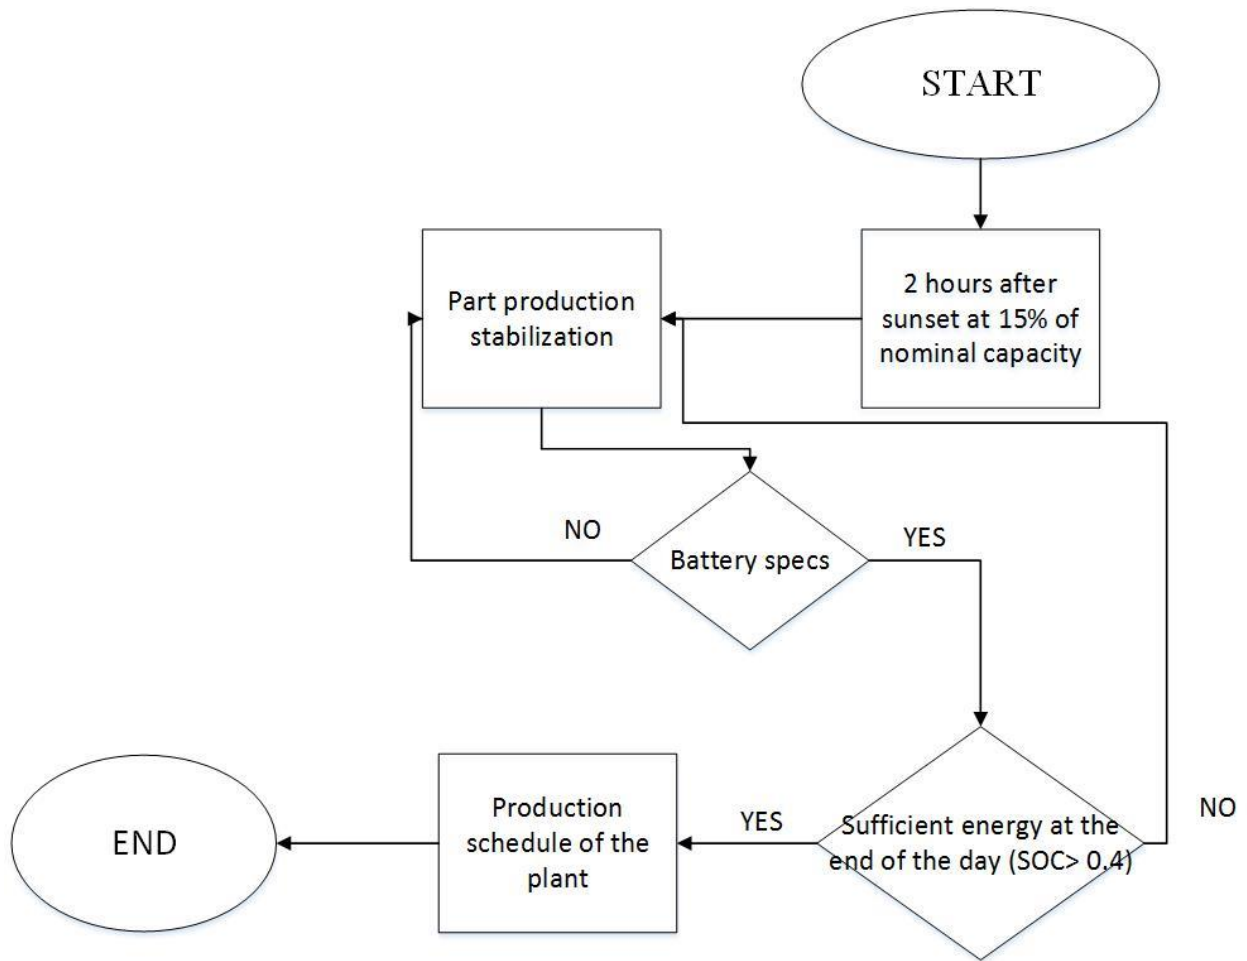 START
2 hours after
sunset at 15% of
nominal capacity
Part production
stabilization
Battery specs
NO
YES
Sufficient energy at the
end of the day (SOC> 0.4)
NO
YES
Production
schedule of the
plant
END